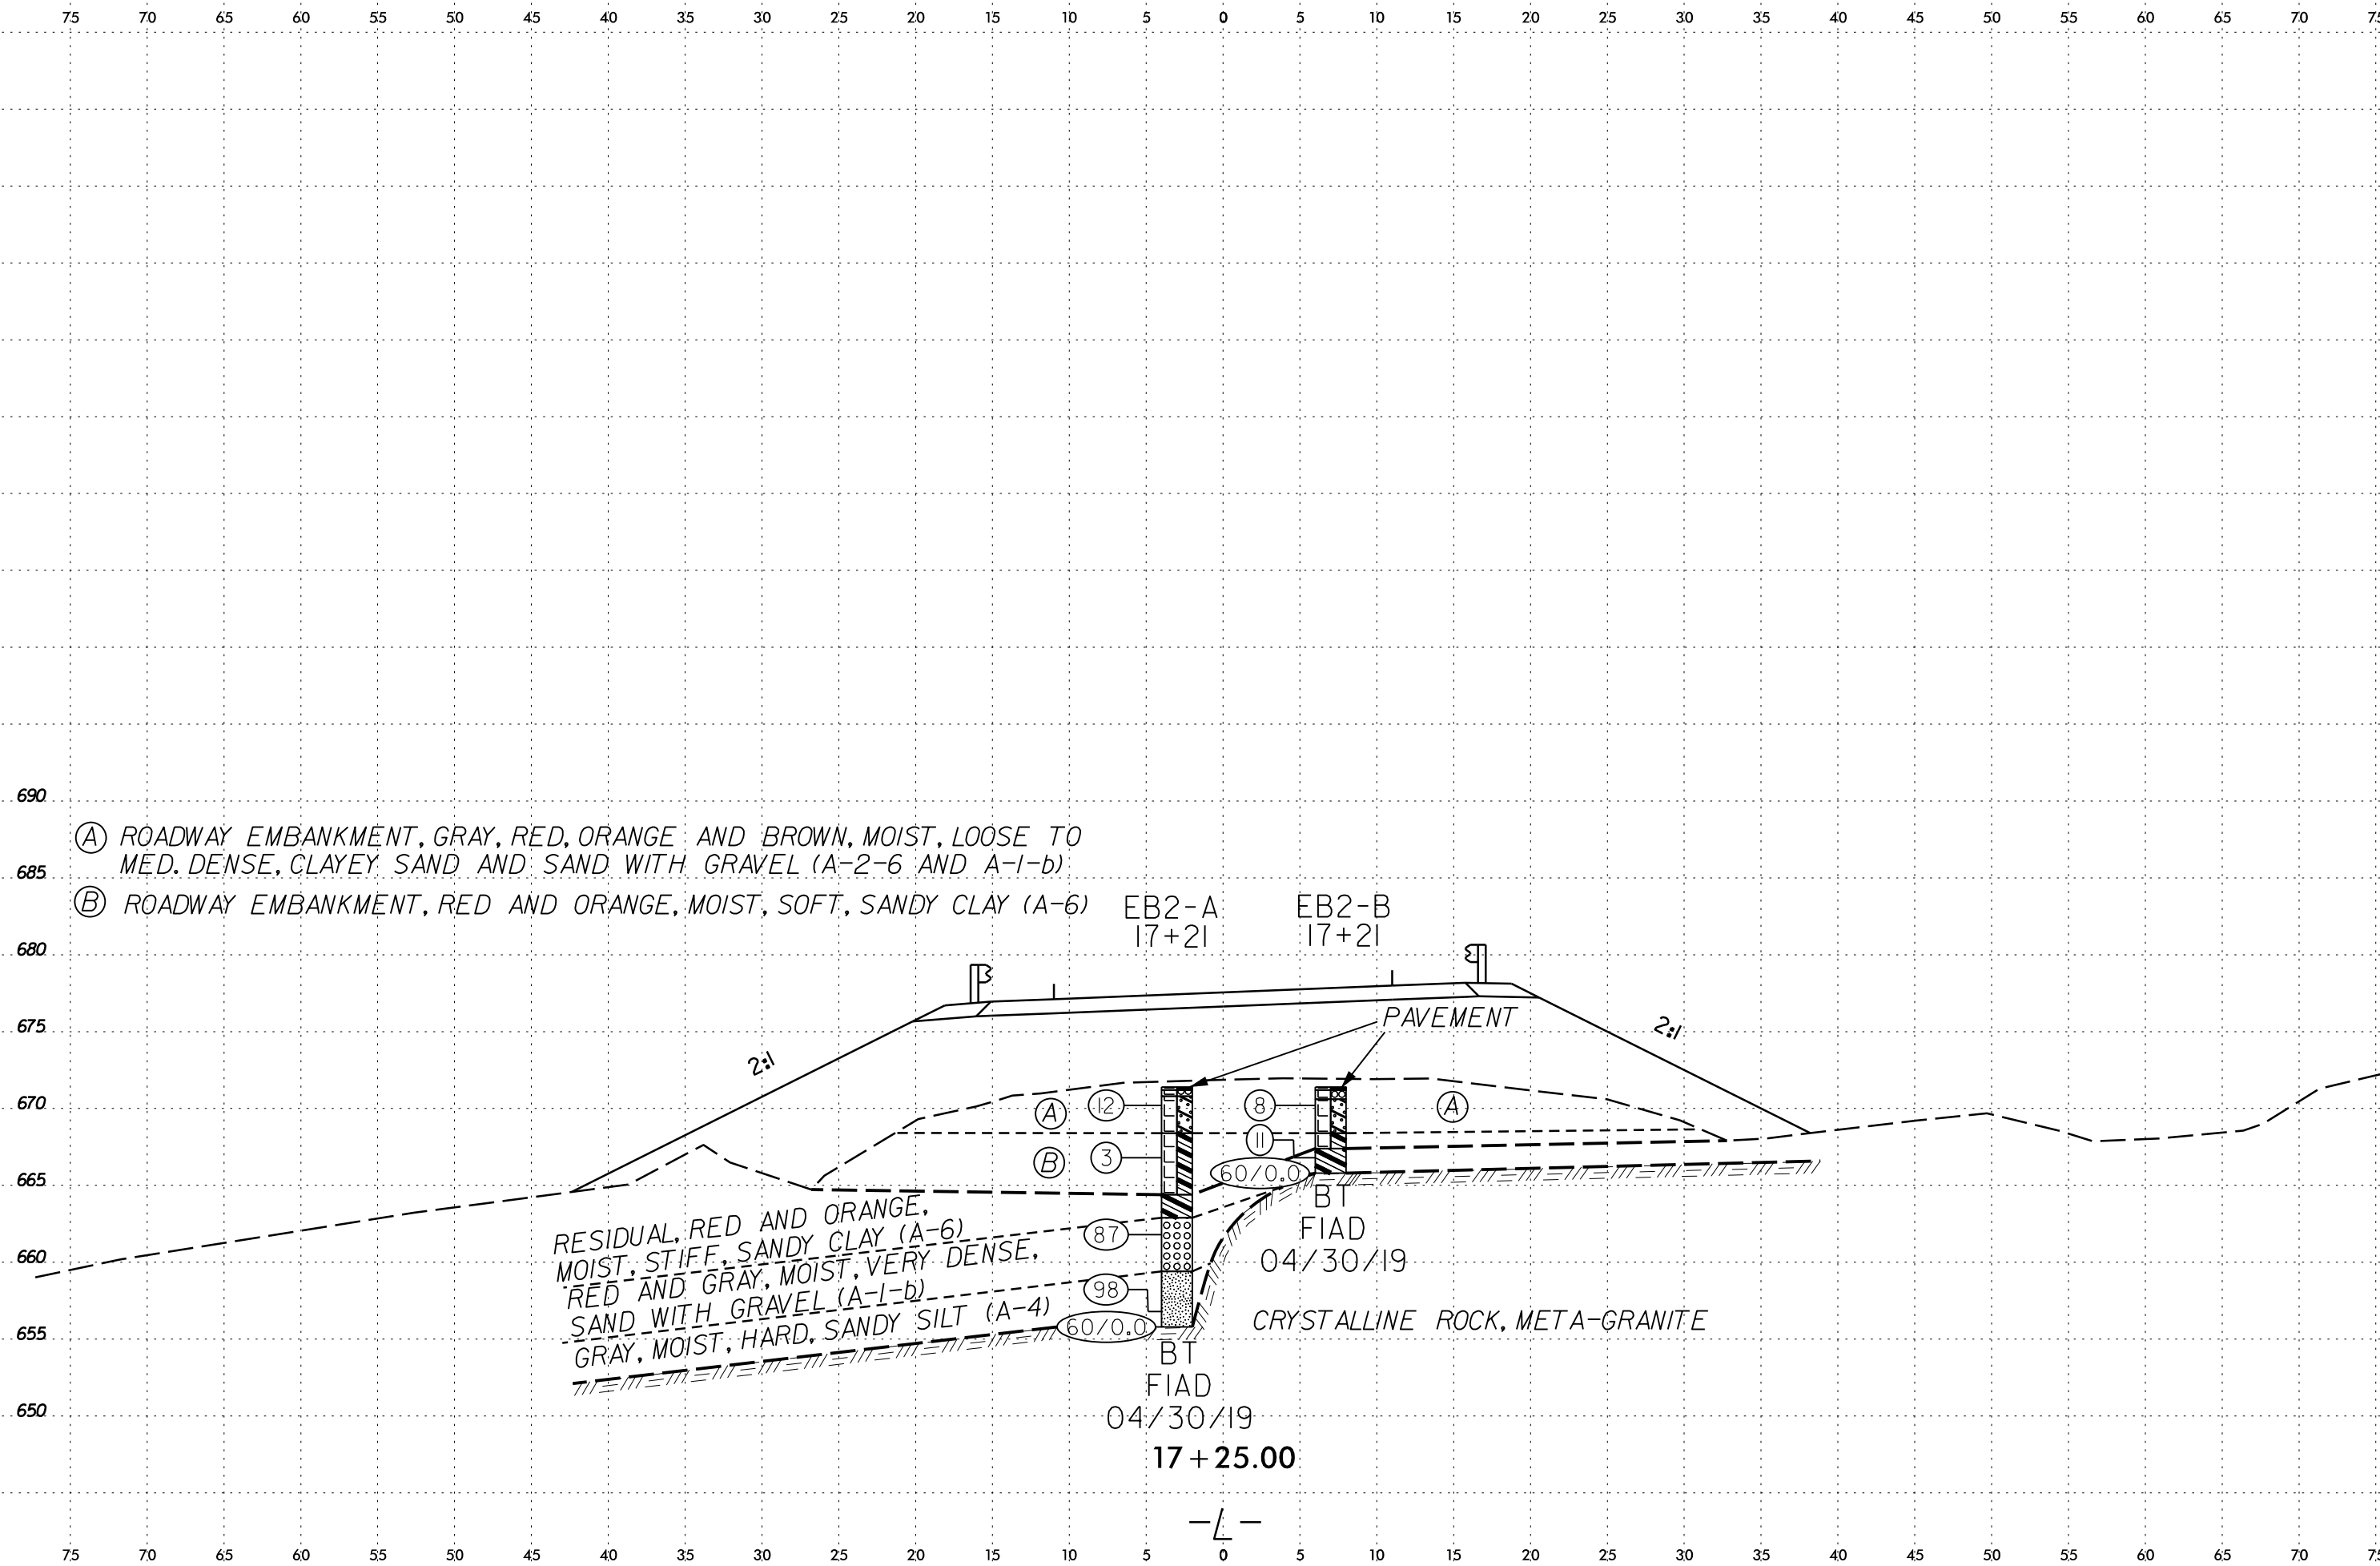 75 70 65 60 55 50 45 40 35 30 25 20 15 10 5 0 5 10 15 20 25 30 35 40 45 50 55 60 65 70 75
690
Ⓐ ROADWAY EMBANKMENT, GRAY, RED, ORANGE AND BROWN, MOIST, LOOSE TO
MED. DENSE, CLAYEY SAND AND SAND WITH GRAVEL (A-2-6 AND A-1-b)
685
Ⓑ ROADWAY EMBANKMENT, RED AND ORANGE, MOIST, SOFT, SANDY CLAY (A-6)
EB2-A
17+21
EB2-B
17+21
680
675
PAVEMENT
2:1
2:1
670
A
12
8
A
11
B
3
665
60/0.0
BT
FIAD
04/30/19
RESIDUAL, RED AND ORANGE,
MOIST, STIFF, SANDY CLAY (A-6)
87
660
RED AND GRAY, MOIST, VERY DENSE,
SAND WITH GRAVEL (A-1-b)
98
GRAY, MOIST, HARD, SANDY SILT (A-4)
60/0.0
655
CRYSTALLINE ROCK, META-GRANITE
BT
FIAD
04/30/19
650
17+25.00
-L-
75 70 65 60 55 50 45 40 35 30 25 20 15 10 5 0 5 10 15 20 25 30 35 40 45 50 55 60 65 70 75